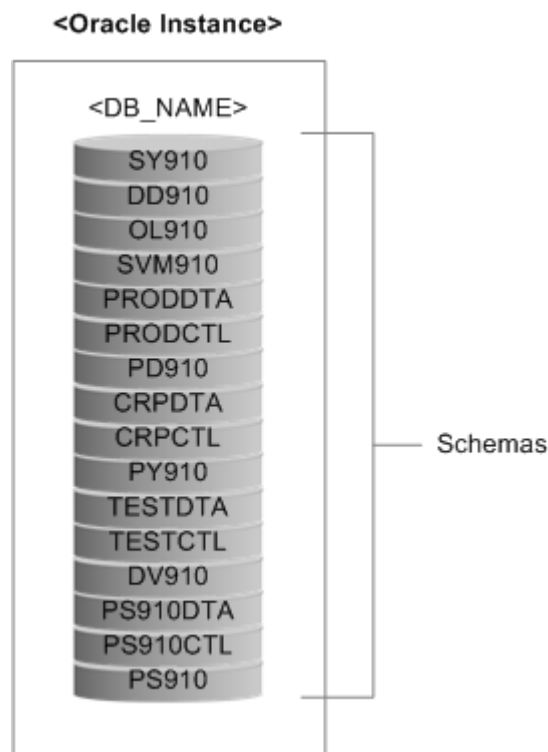 <Oracle Instance>
<DB_NAME>
SY910
DD910
OL910
SVM910
PRODDTA
PRODCTL
PD910
CRPDTA
CRPCTL
PY910
TESTDTA
TESTCTL
DV910
PS910DTA
PS910CTL
PS910
Schemas